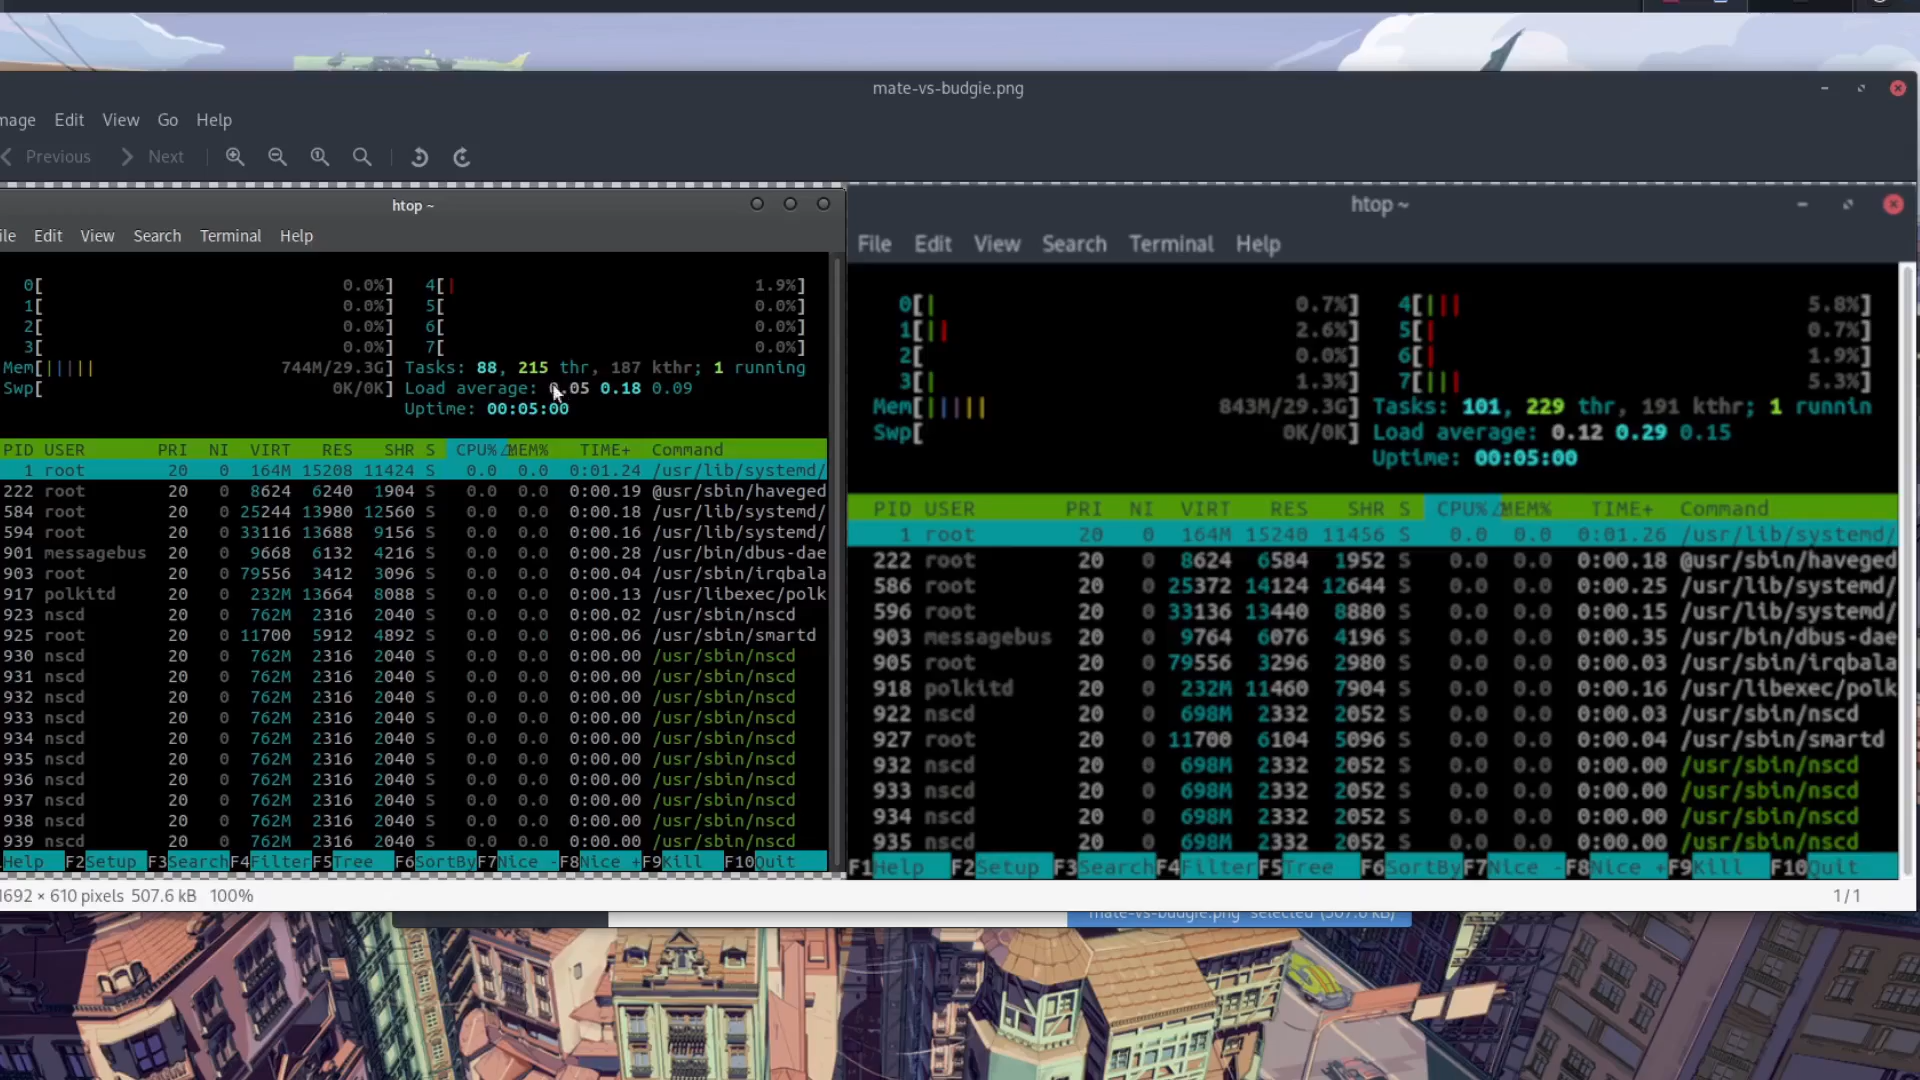 mate-vs-budgie.png
mage Edit View Go Help
Previous Next
htop ~
ile Edit View Search Terminal Help
0[ 0.0%] 4[| 1.9%]
1[ 0.0%] 5[ 0.0%]
2[ 0.0%] 6[ 0.0%]
3[ 0.0%] 7[ 0.0%]
Mem[||||| 744M/29.3G] Tasks: 88, 215 thr, 187 kthr; 1 running
Swp[ 0K/0K] Load average: 0.05 0.18 0.09
Uptime: 00:05:00
PID USER PRI NI VIRT RES SHR S CPU%△MEM% TIME+ Command
1 root 20 0 164M 15208 11424 S 0.0 0.0 0:01.24 /usr/lib/systemd/
222 root 20 0 8624 6240 1904 S 0.0 0.0 0:00.19 @usr/sbin/haveged
584 root 20 0 25244 13980 12560 S 0.0 0.0 0:00.18 /usr/lib/systemd/
594 root 20 0 33116 13688 9156 S 0.0 0.0 0:00.16 /usr/lib/systemd/
901 messagebus 20 0 9668 6132 4216 S 0.0 0.0 0:00.28 /usr/bin/dbus-dae
903 root 20 0 79556 3412 3096 S 0.0 0.0 0:00.04 /usr/sbin/irqbala
917 polkitd 20 0 232M 13664 8088 S 0.0 0.0 0:00.13 /usr/libexec/polk
923 nscd 20 0 762M 2316 2040 S 0.0 0.0 0:00.02 /usr/sbin/nscd
925 root 20 0 11700 5912 4892 S 0.0 0.0 0:00.06 /usr/sbin/smartd
930 nscd 20 0 762M 2316 2040 S 0.0 0.0 0:00.00 /usr/sbin/nscd
931 nscd 20 0 762M 2316 2040 S 0.0 0.0 0:00.00 /usr/sbin/nscd
932 nscd 20 0 762M 2316 2040 S 0.0 0.0 0:00.00 /usr/sbin/nscd
933 nscd 20 0 762M 2316 2040 S 0.0 0.0 0:00.00 /usr/sbin/nscd
934 nscd 20 0 762M 2316 2040 S 0.0 0.0 0:00.00 /usr/sbin/nscd
935 nscd 20 0 762M 2316 2040 S 0.0 0.0 0:00.00 /usr/sbin/nscd
936 nscd 20 0 762M 2316 2040 S 0.0 0.0 0:00.00 /usr/sbin/nscd
937 nscd 20 0 762M 2316 2040 S 0.0 0.0 0:00.00 /usr/sbin/nscd
938 nscd 20 0 762M 2316 2040 S 0.0 0.0 0:00.00 /usr/sbin/nscd
939 nscd 20 0 762M 2316 2040 S 0.0 0.0 0:00.00 /usr/sbin/nscd
Help F2Setup F3SearchF4FilterF5Tree F6SortByF7Nice -F8Nice +F9Kill F10Quit
htop ~
File Edit View Search Terminal Help
0[| 0.7%] 4[||| 5.8%]
1[|| 2.6%] 5[| 0.7%]
2[ 0.0%] 6[| 1.9%]
3[| 1.3%] 7[||| 5.3%]
Mem[||||| 843M/29.3G] Tasks: 101, 229 thr, 191 kthr; 1 runnin
Swp[ 0K/0K] Load average: 0.12 0.29 0.15
Uptime: 00:05:00
PID USER PRI NI VIRT RES SHR S CPU%△MEM% TIME+ Command
1 root 20 0 164M 15240 11456 S 0.0 0.0 0:01.26 /usr/lib/systemd/
222 root 20 0 8624 6584 1952 S 0.0 0.0 0:00.18 @usr/sbin/haveged
586 root 20 0 25372 14124 12644 S 0.0 0.0 0:00.25 /usr/lib/systemd/
596 root 20 0 33136 13440 8880 S 0.0 0.0 0:00.15 /usr/lib/systemd/
903 messagebus 20 0 9764 6076 4196 S 0.0 0.0 0:00.35 /usr/bin/dbus-dae
905 root 20 0 79556 3296 2980 S 0.0 0.0 0:00.03 /usr/sbin/irqbala
918 polkitd 20 0 232M 11460 7904 S 0.0 0.0 0:00.16 /usr/libexec/polk
922 nscd 20 0 698M 2332 2052 S 0.0 0.0 0:00.03 /usr/sbin/nscd
927 root 20 0 11700 6104 5096 S 0.0 0.0 0:00.04 /usr/sbin/smartd
932 nscd 20 0 698M 2332 2052 S 0.0 0.0 0:00.00 /usr/sbin/nscd
933 nscd 20 0 698M 2332 2052 S 0.0 0.0 0:00.00 /usr/sbin/nscd
934 nscd 20 0 698M 2332 2052 S 0.0 0.0 0:00.00 /usr/sbin/nscd
935 nscd 20 0 698M 2332 2052 S 0.0 0.0 0:00.00 /usr/sbin/nscd
F1Help F2Setup F3SearchF4FilterF5Tree F6SortByF7Nice -F8Nice +F9Kill F10Quit
1692 × 610 pixels 507.6 kB 100% 1/1
"mate-vs-budgie.png" selected (507.6 kB)